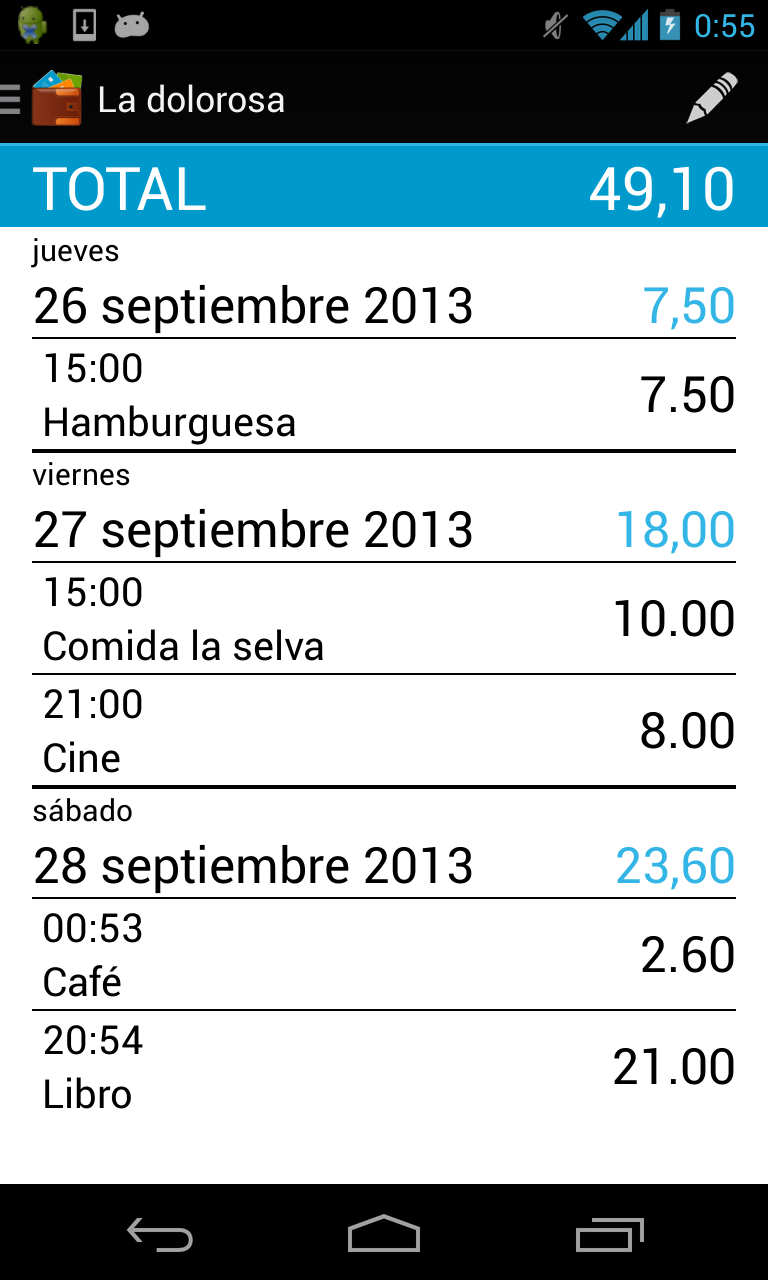 0:55
La dolorosa
TOTAL 49,10
jueves
26 septiembre 2013 7,50
15:00
7.50
Hamburguesa
viernes
27 septiembre 2013 18,00
15:00
10.00
Comida la selva
21:00
8.00
Cine
sábado
28 septiembre 2013 23,60
00:53
2.60
Café
20:54
21.00
Libro